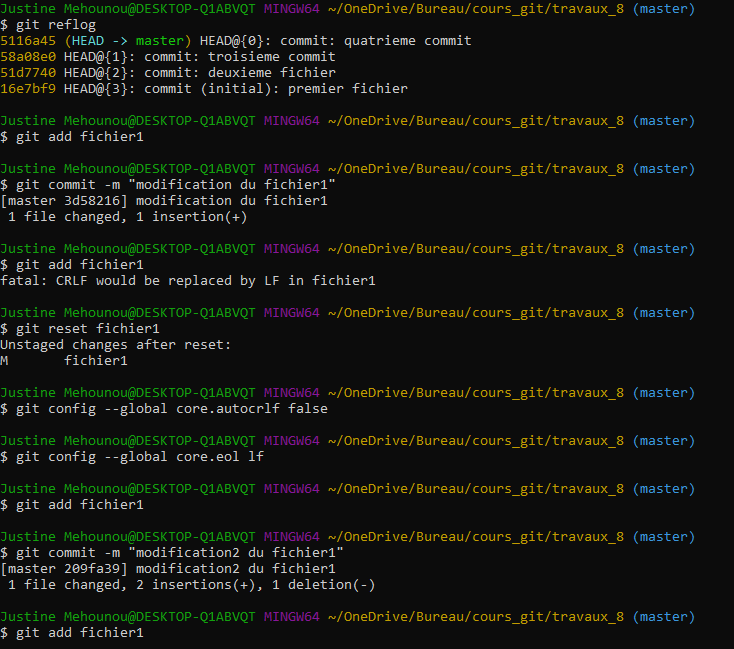 Justine Mehounou@DESKTOP-Q1ABVQT MINGW64 ~/OneDrive/Bureau/cours_git/travaux_8 (master)
$ git reflog
5116a45 (HEAD -> master) HEAD@{0}: commit: quatrieme commit
58a08e0 HEAD@{1}: commit: troisieme commit
51d7740 HEAD@{2}: commit: deuxieme fichier
16e7bf9 HEAD@{3}: commit (initial): premier fichier
Justine Mehounou@DESKTOP-Q1ABVQT MINGW64 ~/OneDrive/Bureau/cours_git/travaux_8 (master)
$ git add fichier1
Justine Mehounou@DESKTOP-Q1ABVQT MINGW64 ~/OneDrive/Bureau/cours_git/travaux_8 (master)
$ git commit -m "modification du fichier1"
[master 3d58216] modification du fichier1
 1 file changed, 1 insertion(+)
Justine Mehounou@DESKTOP-Q1ABVQT MINGW64 ~/OneDrive/Bureau/cours_git/travaux_8 (master)
$ git add fichier1
fatal: CRLF would be replaced by LF in fichier1
Justine Mehounou@DESKTOP-Q1ABVQT MINGW64 ~/OneDrive/Bureau/cours_git/travaux_8 (master)
$ git reset fichier1
Unstaged changes after reset:
M       fichier1
Justine Mehounou@DESKTOP-Q1ABVQT MINGW64 ~/OneDrive/Bureau/cours_git/travaux_8 (master)
$ git config --global core.autocrlf false
Justine Mehounou@DESKTOP-Q1ABVQT MINGW64 ~/OneDrive/Bureau/cours_git/travaux_8 (master)
$ git config --global core.eol lf
Justine Mehounou@DESKTOP-Q1ABVQT MINGW64 ~/OneDrive/Bureau/cours_git/travaux_8 (master)
$ git add fichier1
Justine Mehounou@DESKTOP-Q1ABVQT MINGW64 ~/OneDrive/Bureau/cours_git/travaux_8 (master)
$ git commit -m "modification2 du fichier1"
[master 209fa39] modification2 du fichier1
 1 file changed, 2 insertions(+), 1 deletion(-)
Justine Mehounou@DESKTOP-Q1ABVQT MINGW64 ~/OneDrive/Bureau/cours_git/travaux_8 (master)
$ git add fichier1